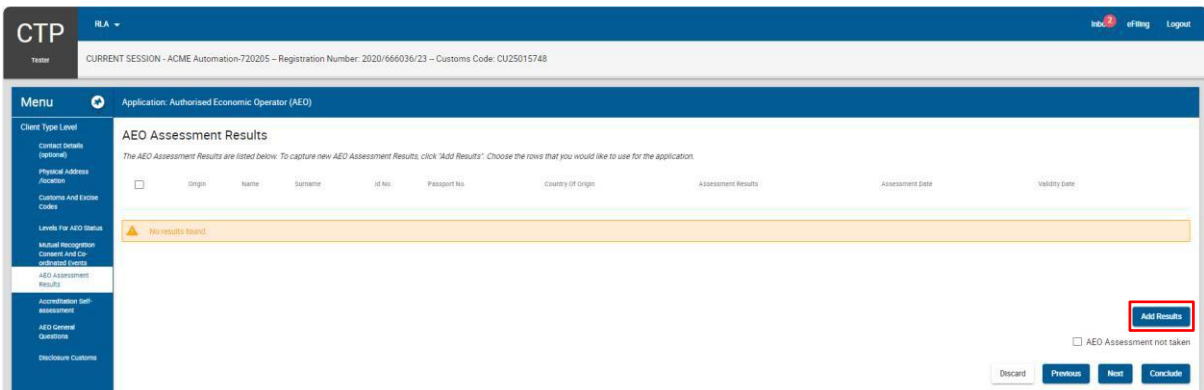 CTP
RLA
Inbox 2 eFiling Logout
Tester
CURRENT SESSION - ACME Automation-720205 -- Registration Number: 2020/666036/23 -- Customs Code: CU25015748
Menu
Application: Authorised Economic Operator (AEO)
Client Type Level
Contact Details
(optional)
Physical Address
/location
Customs And Excise
Codes
Levels For AEO Status
Mutual Recognition
Consent And Co-
ordinated Events
AEO Assessment
Results
Accreditation Self-
assessment
AEO General
Questions
Disclosure Customs
AEO Assessment Results
The AEO Assessment Results are listed below. To capture new AEO Assessment Results, click "Add Results". Choose the rows that you would like to use for the application.
Origin Name Surname Id No. Passport No. Country Of Origin Assessment Results Assessment Date Validity Date
No results found.
Add Results
AEO Assessment not taken
Discard Previous Next Conclude